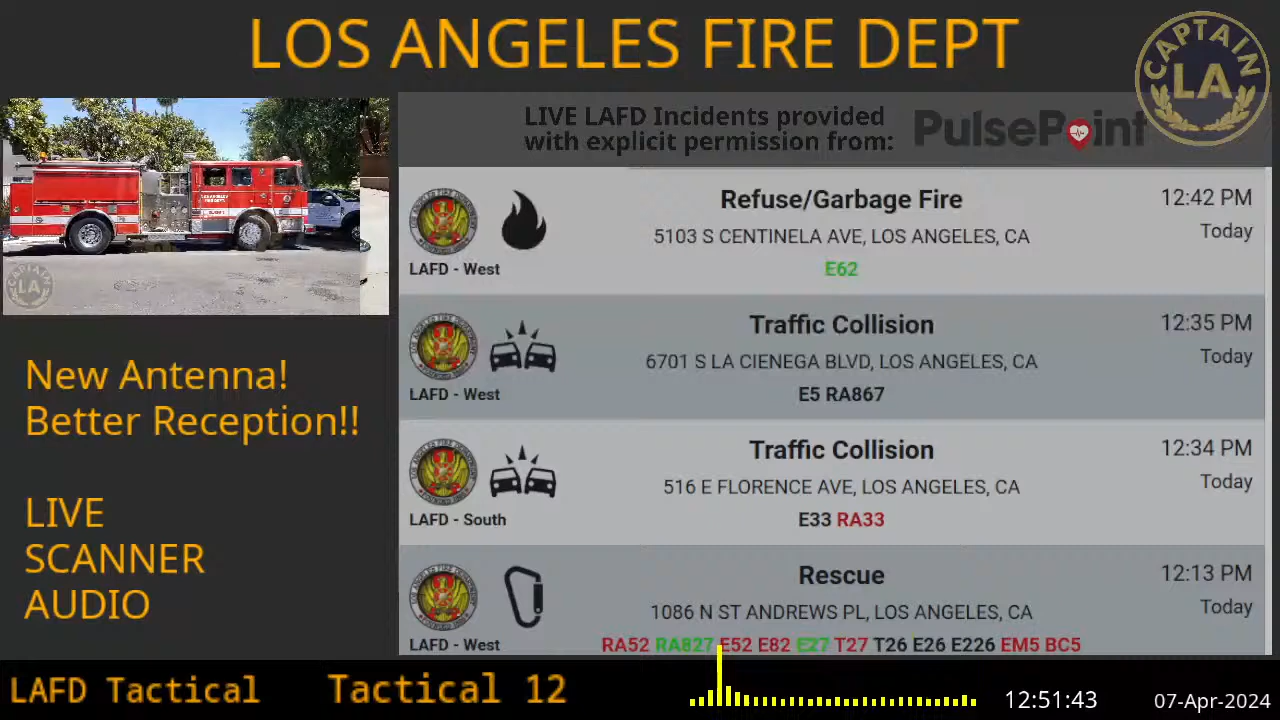 LOS ANGELES FIRE DEPT
CAPTAIN
LA
LIVE LAFD Incidents provided
with explicit permission from:
PulsePoint
Refuse/Garbage Fire
12:42 PM
5103 S CENTINELA AVE, LOS ANGELES, CA
Today
LAFD - West
E62
Traffic Collision
12:35 PM
6701 S LA CIENEGA BLVD, LOS ANGELES, CA
Today
LAFD - West
E5 RA867
Traffic Collision
12:34 PM
516 E FLORENCE AVE, LOS ANGELES, CA
Today
LAFD - South
E33 RA33
Rescue
12:13 PM
1086 N ST ANDREWS PL, LOS ANGELES, CA
Today
LAFD - West
RA52 RA827 E52 E82 E27 T27 T26 E26 E226 EM5 BC5
CAPTAIN
LA
New Antenna!
Better Reception!!
LIVE
SCANNER
AUDIO
LAFD Tactical
Tactical 12
12:51:43
07-Apr-2024